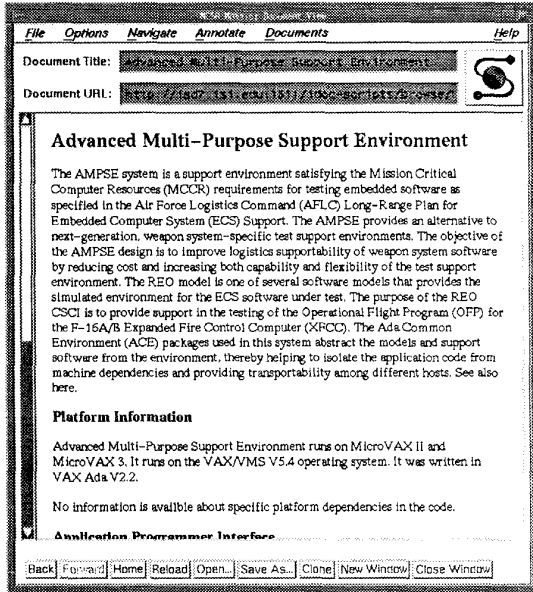 Document View
File Options Navigate Annotate Documents Help
Document Title: Advanced Multi-Purpose Support Environment
Document URL:
Advanced Multi-Purpose Support Environment
The AMPSE system is a support environment satisfying the Mission Critical
Computer Resources (MCCR) requirements for testing embedded software as
specified in the Air Force Logistics Command (AFLC) Long-Range Plan for
Embedded Computer System (ECS) Support. The AMPSE provides an alternative to
next-generation, weapon system-specific test support environments. The objective of
the AMPSE design is to improve logistics supportability of weapon system software
by reducing cost and increasing both capability and flexibility of the test support
environment. The REO model is one of several software models that provides the
simulated environment for the ECS software under test. The purpose of the REO
CSCI is to provide support in the testing of the Operational Flight Program (OFP) for
the F-16A/B Expanded Fire Control Computer (XFCC). The Ada Common
Environment (ACE) packages used in this system abstract the models and support
software from the environment, thereby helping to isolate the application code from
machine dependencies and providing transportability among different hosts. See also
here.
Platform Information
Advanced Multi-Purpose Support Environment runs on MicroVAX II and
MicroVAX 3. It runs on the VAX/VMS V5.4 operating system. It was written in
VAX Ada V2.2.
No information is availble about specific platform dependencies in the code.
Application Programmer Interface
Back Forward Home Reload Open... Save As... Clone New Window Close Window